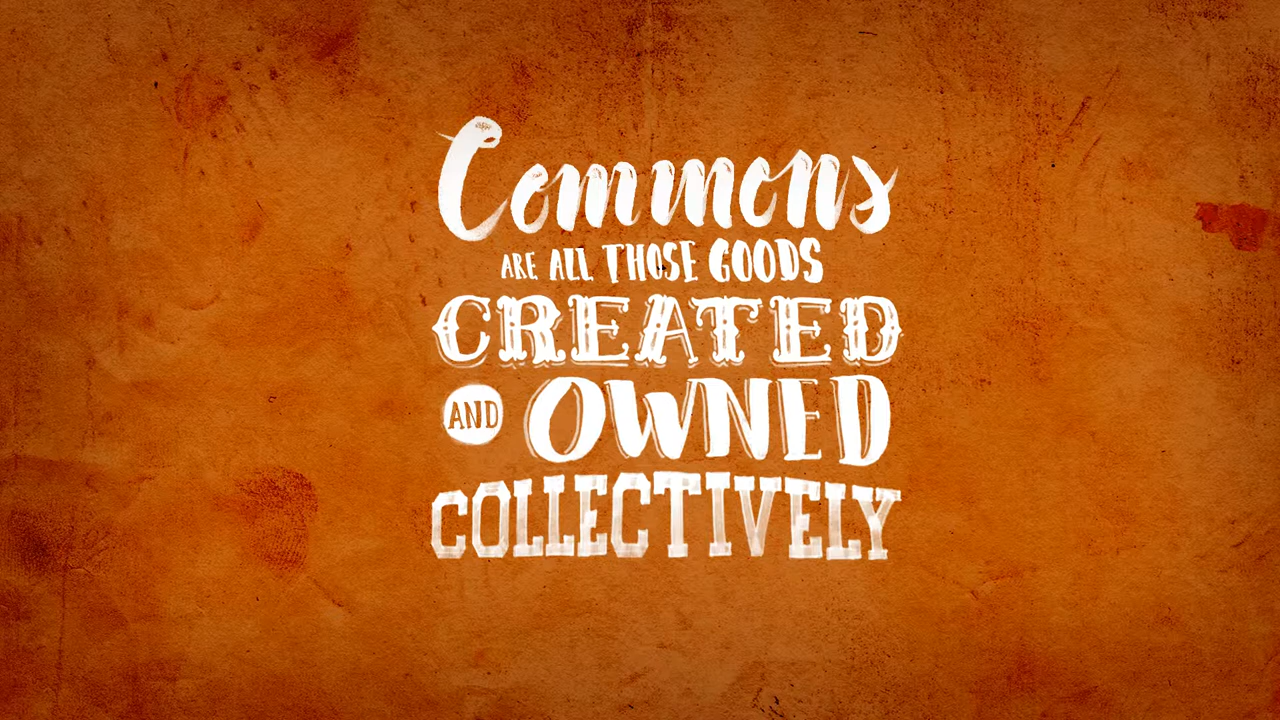 Commons
ARE ALL THOSE GOODS
CREATED
AND OWNED
COLLECTIVELY